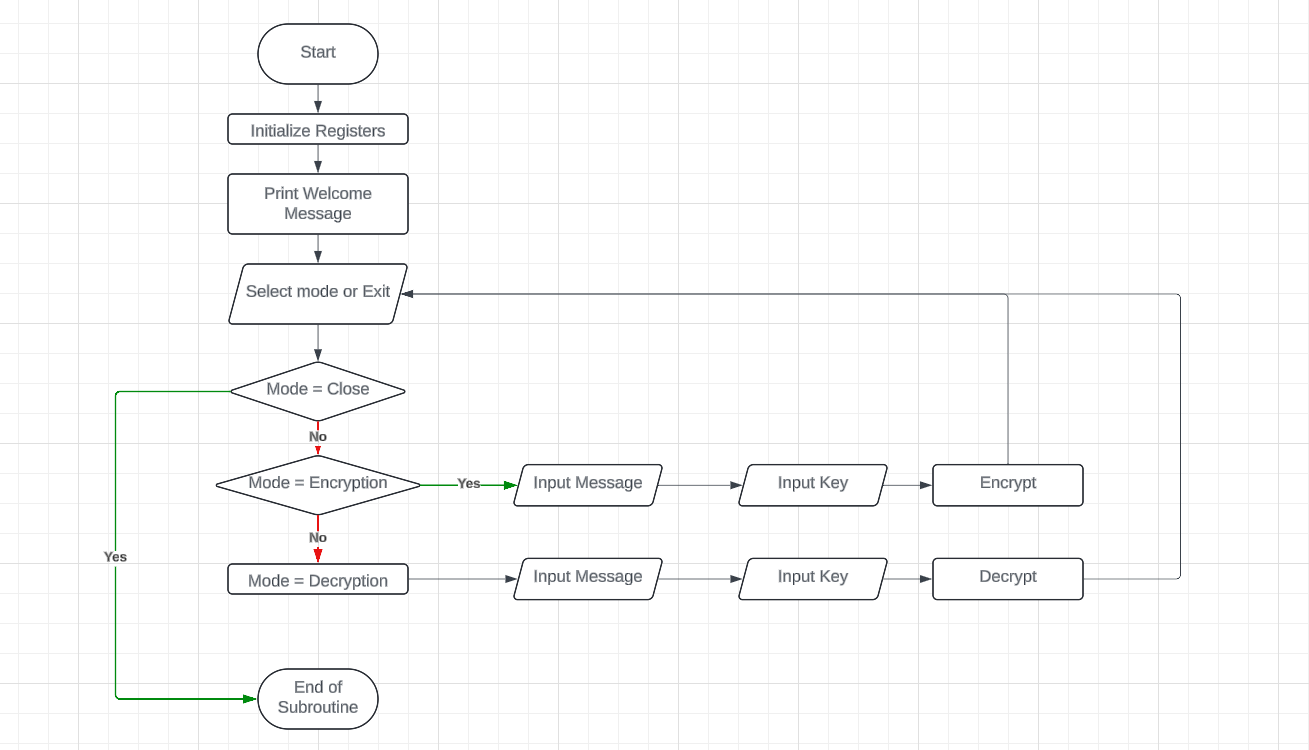 Start
Initialize Registers
Print Welcome
Message
Select mode or Exit
Mode = Close
No
Mode = Encryption
Yes
Input Message
Input Key
Encrypt
No
Yes
Mode = Decryption
Input Message
Input Key
Decrypt
End of
Subroutine